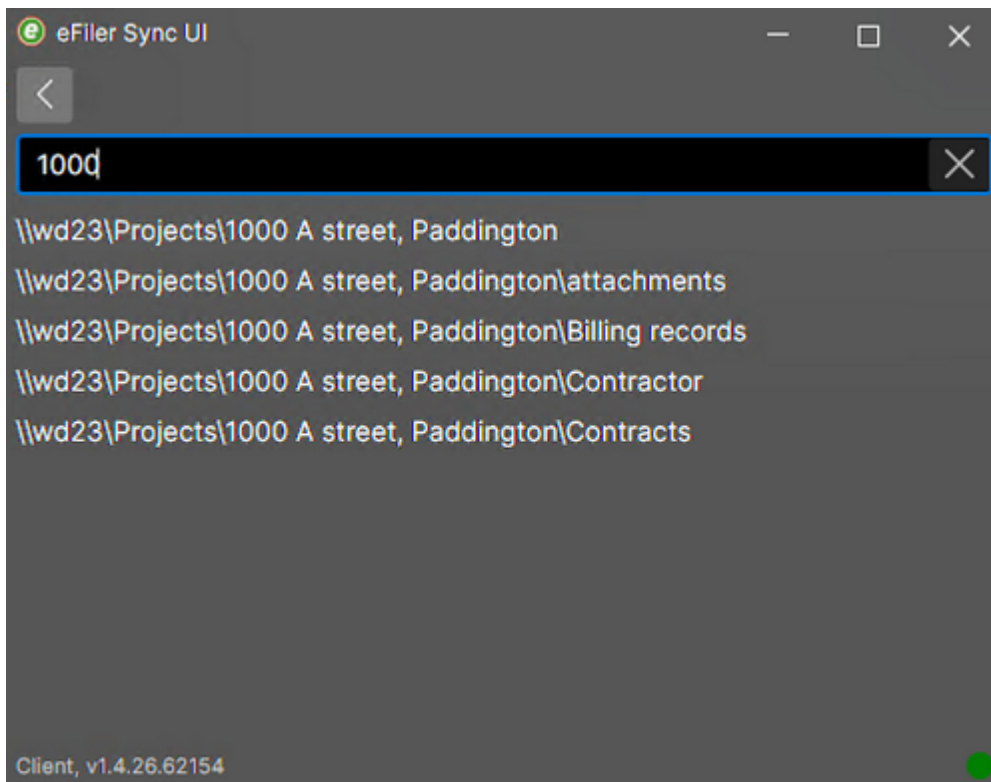 eFiler Sync UI
1000
\\wd23\Projects\1000 A street, Paddington
\\wd23\Projects\1000 A street, Paddington\attachments
\\wd23\Projects\1000 A street, Paddington\Billing records
\\wd23\Projects\1000 A street, Paddington\Contractor
\\wd23\Projects\1000 A street, Paddington\Contracts
Client, v1.4.26.62154